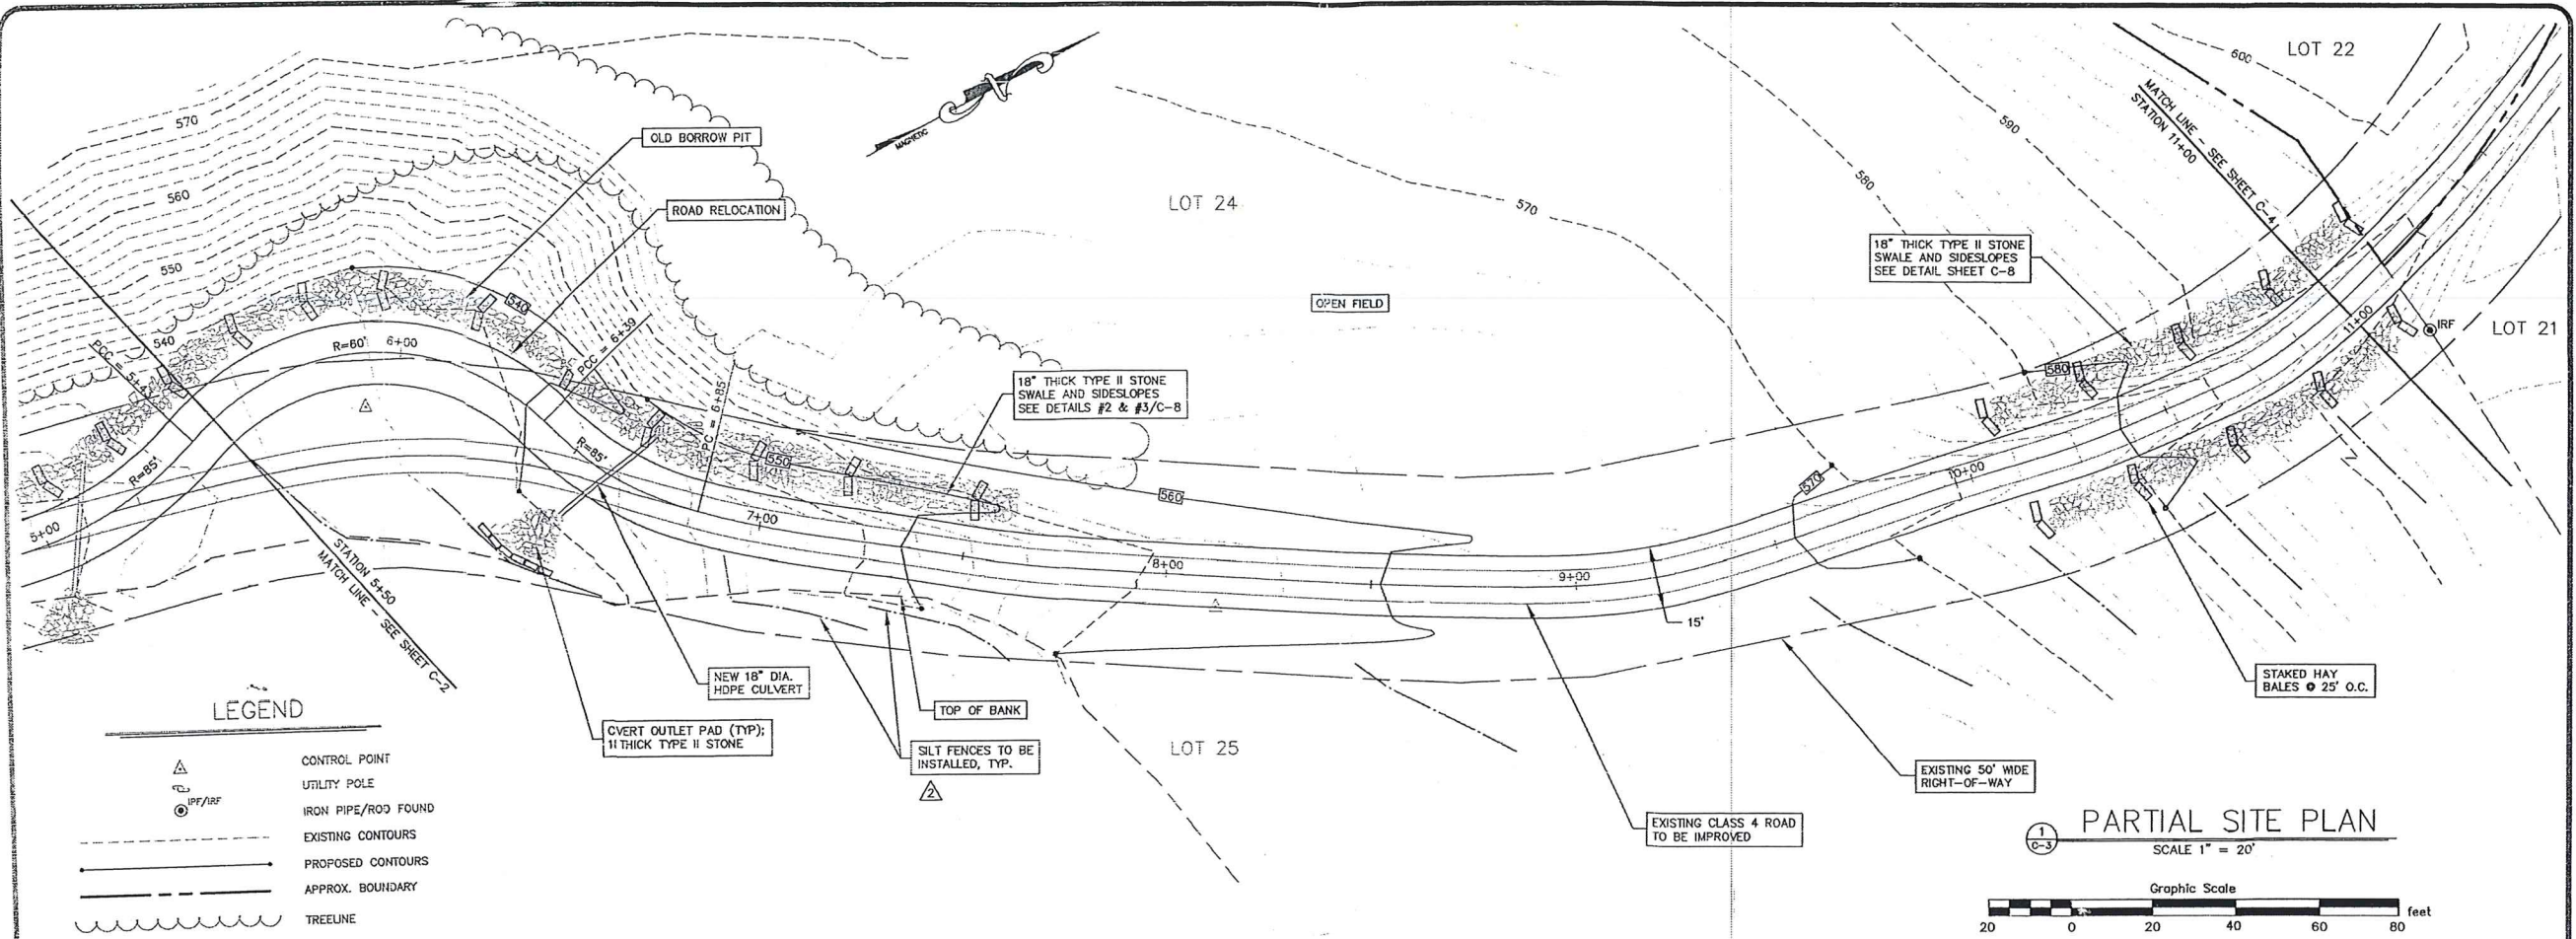 LOT 22
600
MATCH LINE - SEE SHEET C-4
STATION 11+00
MAGNETIC
570
OLD BORROW PIT
590
560
ROAD RELOCATION
LOT 24
580
570
18" THICK TYPE II STONE
SWALE AND SIDESLOPES
SEE DETAIL SHEET C-8
550
540
OPEN FIELD
IRF
LOT 21
11+00
PCC = 5+4
540
R=60'
6+00
PCC = 6+39
580
18" THICK TYPE II STONE
SWALE AND SIDESLOPES
SEE DETAILS #2 & #3/C-8
PC = 6+85
R=85'
R=85'
550
560
570
10+00
5+00
7+00
8+00
9+00
STATION 5+50
MATCH LINE - SEE SHEET C-2
15'
NEW 18" DIA.
HDPE CULVERT
STAKED HAY
BALES @ 25' O.C.
TOP OF BANK
CVERT OUTLET PAD (TYP);
THICK TYPE II STONE
SILT FENCES TO BE
INSTALLED, TYP.
2
LOT 25
EXISTING 50' WIDE
RIGHT-OF-WAY
EXISTING CLASS 4 ROAD
TO BE IMPROVED
LEGEND
CONTROL POINT
UTILITY POLE
IPF/IRF
IRON PIPE/ROD FOUND
EXISTING CONTOURS
PROPOSED CONTOURS
APPROX. BOUNDARY
TREELINE
1
C-3
PARTIAL SITE PLAN
SCALE 1" = 20'
Graphic Scale
20 0 20 40 60 80 feet